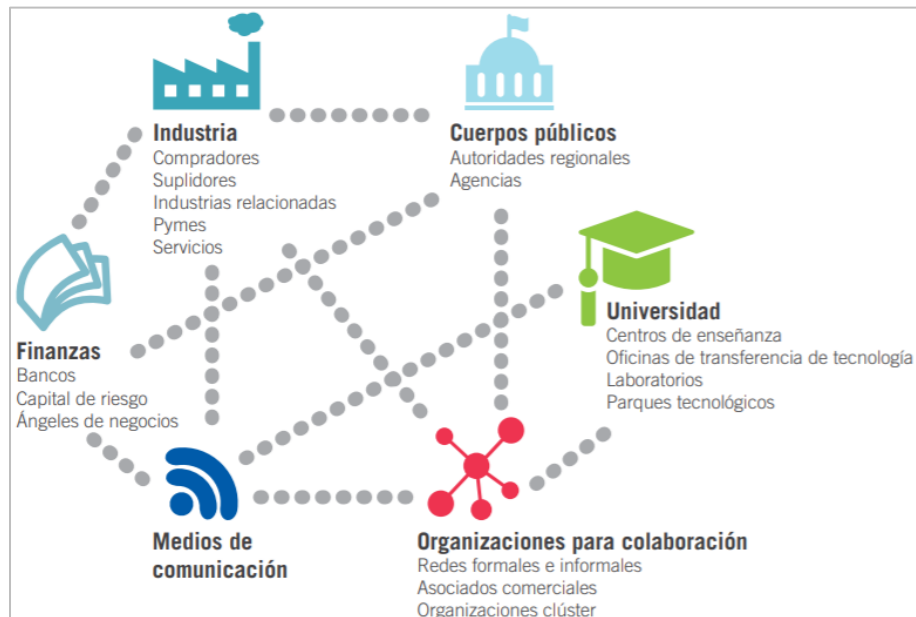 Industria
Compradores
Suplidores
Industrias relacionadas
Pymes
Servicios
Cuerpos públicos
Autoridades regionales
Agencias
Universidad
Centros de enseñanza
Oficinas de transferencia de tecnología
Laboratorios
Parques tecnológicos
Finanzas
Bancos
Capital de riesgo
Ángeles de negocios
Medios de
comunicación
Organizaciones para colaboración
Redes formales e informales
Asociados comerciales
Organizaciones clúster